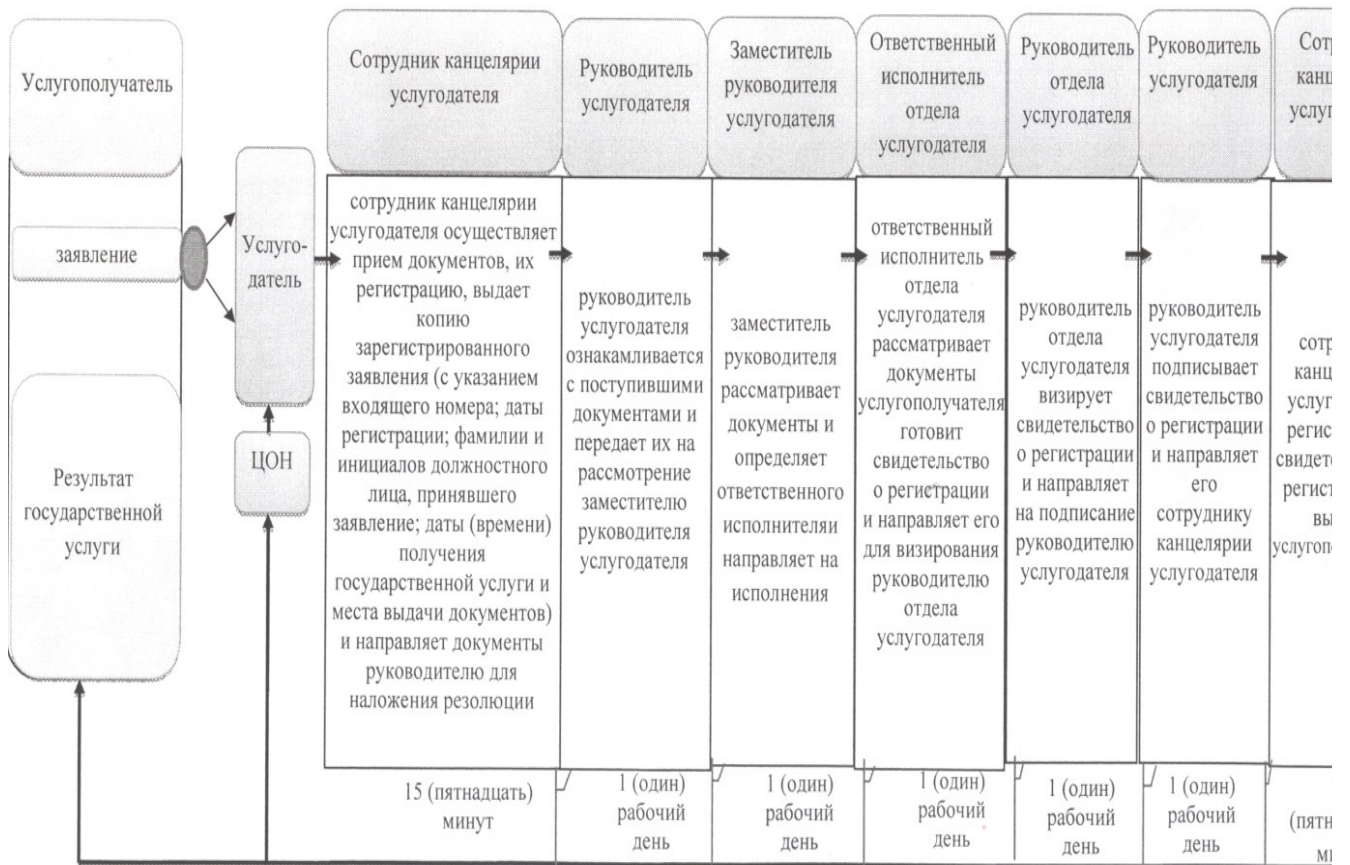 Услугополучатель
заявление
Результат
государственной
услуги
Услуго-
датель
ЦОН
Сотрудник канцелярии
услугодателя
сотрудник канцелярии
услугодателя осуществляет
прием документов, их
регистрацию, выдает
копию
зарегистрированного
заявления (с указанием
входящего номера; даты
регистрации; фамилии и
инициалов должностного
лица, принявшего
заявление; даты (времени)
получения
государственной услуги и
места выдачи документов)
и направляет документы
руководителю для
наложения резолюции
15 (пятнадцать)
минут
Руководитель
услугодателя
руководитель
услугодателя
ознакамливается
с поступившими
документами и
передает их на
рассмотрение
заместителю
руководителя
услугодателя
1 (один)
рабочий
день
Заместитель
руководителя
услугодателя
заместитель
руководителя
рассматривает
документы и
определяет
ответственного
исполнителяи
направляет на
исполнения
1 (один)
рабочий
день
Ответственный
исполнитель
отдела
услугодателя
ответственный
исполнитель
отдела
услугодателя
рассматривает
документы
услугополучателя
готовит
свидетельство
о регистрации
и направляет его
для визирования
руководителю
отдела
услугодателя
1 (один)
рабочий
день
Руководитель
отдела
услугодателя
руководитель
отдела
услугодателя
визирует
свидетельство
о регистрации
и направляет
на подписание
руководителю
услугодателя
1 (один)
рабочий
день
Руководитель
услугодателя
руководитель
услугодателя
подписывает
свидетельство
о регистрации
и направляет
его
сотруднику
канцелярии
услугодателя
1 (один)
рабочий
день